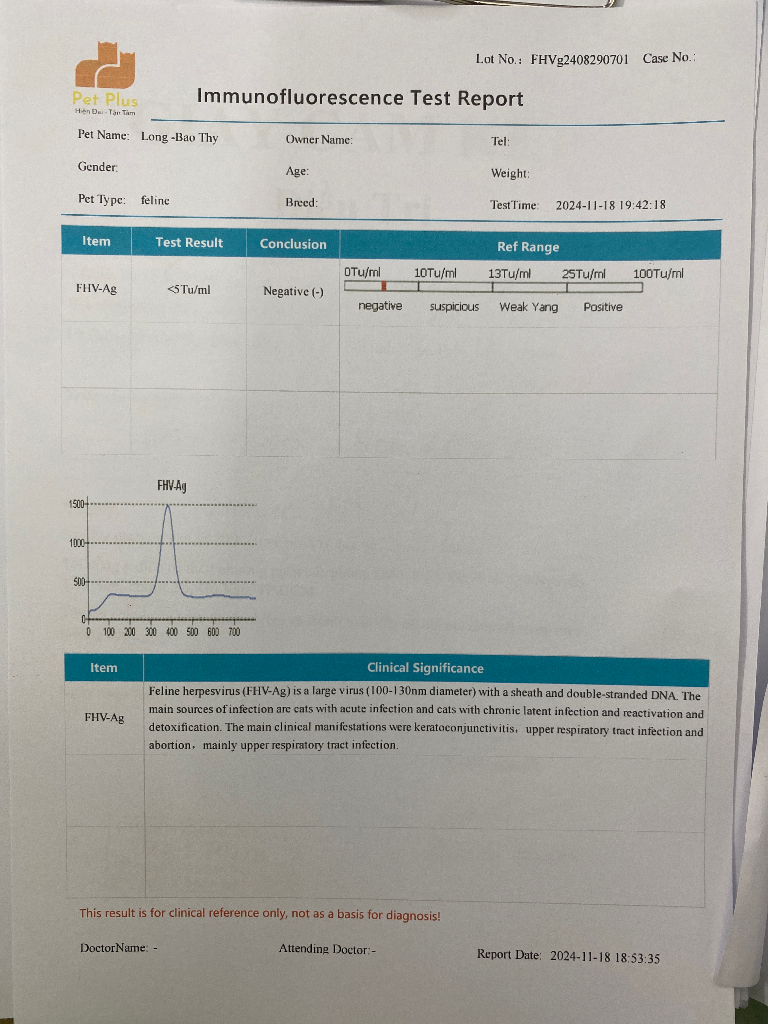 Lot No.: FHVg2408290701 Case No.:
Pet Plus
Hiện Đại - Tận Tâm
Immunofluorescence Test Report
Pet Name: Long -Bao Thy Owner Name: Tel:
Gender: Age: Weight:
Pet Type: feline Breed: TestTime: 2024-11-18 19:42:18
Item Test Result Conclusion Ref Range
0Tu/ml 10Tu/ml 13Tu/ml 25Tu/ml 100Tu/ml
FHV-Ag <5Tu/ml Negative (-)
negative suspicious Weak Yang Positive
FHV-Ag
1500
1000
500
0
0 100 200 300 400 500 600 700
Item Clinical Significance
FHV-Ag
Feline herpesvirus (FHV-Ag) is a large virus (100-130nm diameter) with a sheath and double-stranded DNA. The
main sources of infection are cats with acute infection and cats with chronic latent infection and reactivation and
detoxification. The main clinical manifestations were keratoconjunctivitis, upper respiratory tract infection and
abortion, mainly upper respiratory tract infection.
This result is for clinical reference only, not as a basis for diagnosis!
DoctorName: - Attending Doctor:- Report Date: 2024-11-18 18:53:35